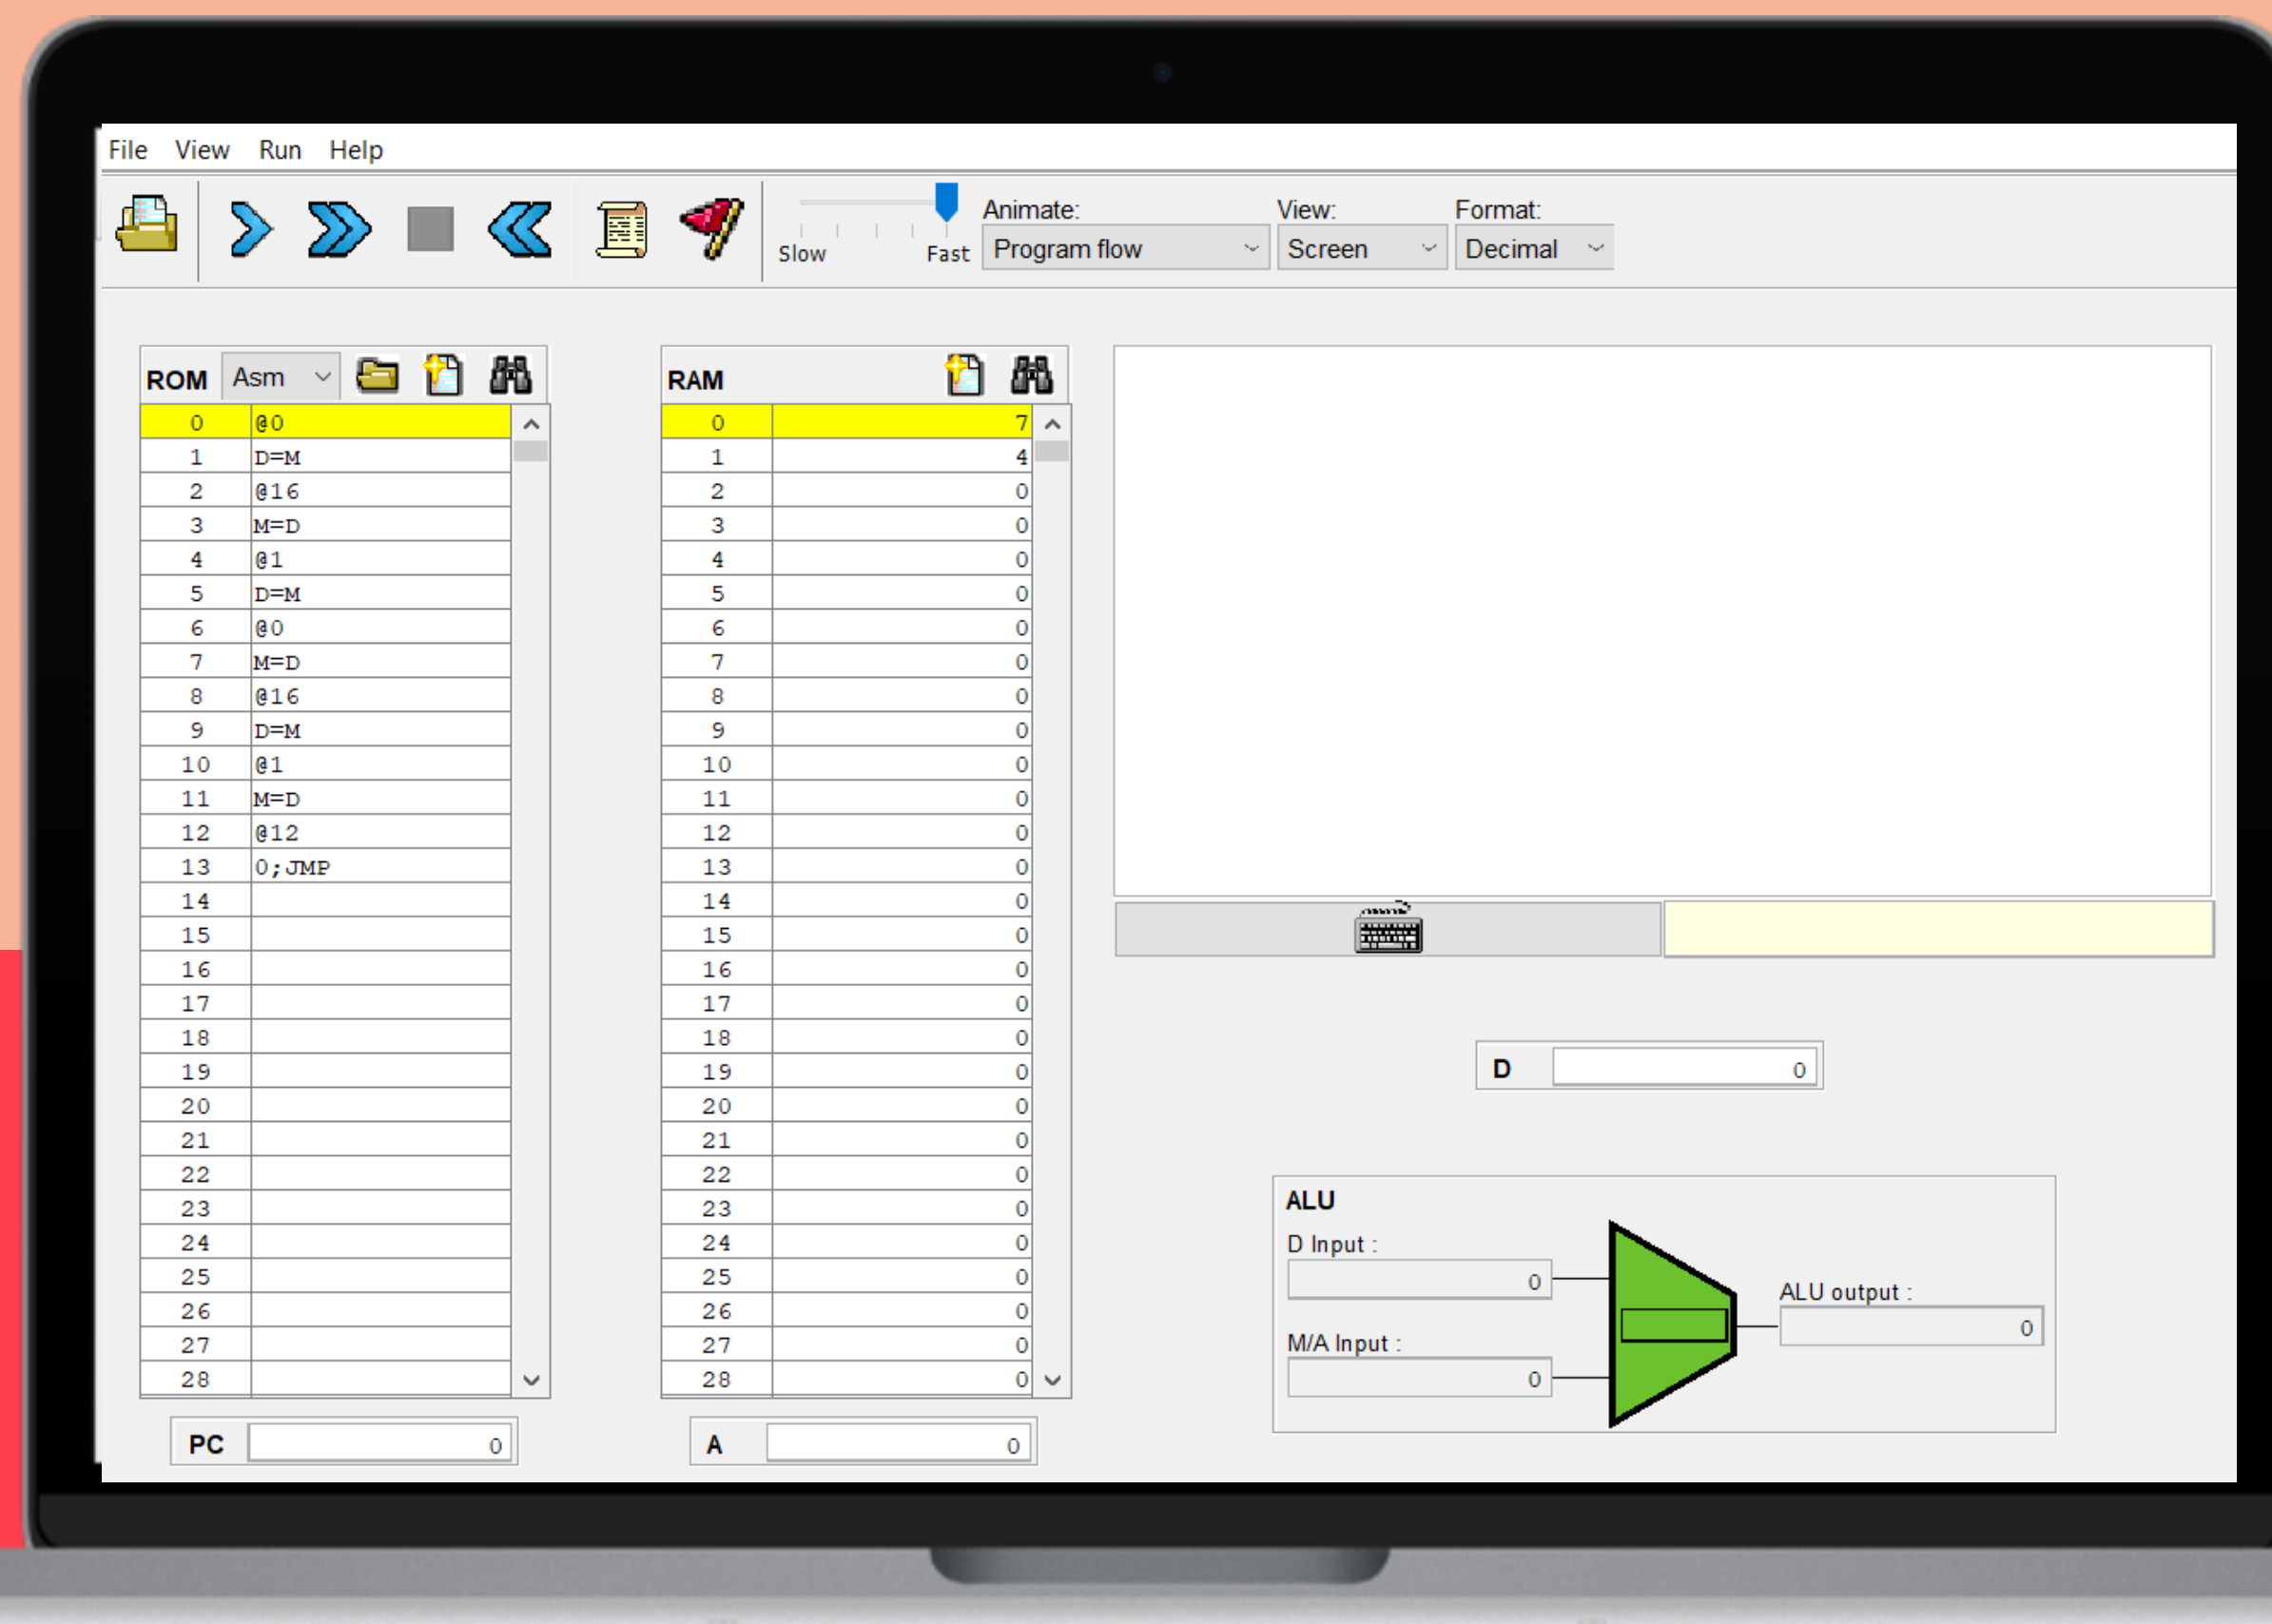 File View Run Help
Slow Fast
Animate: View: Format:
Program flow Screen Decimal
ROM Asm
0 @0
1 D=M
2 @16
3 M=D
4 @1
5 D=M
6 @0
7 M=D
8 @16
9 D=M
10 @1
11 M=D
12 @12
13 0;JMP
14
15
16
17
18
19
20
21
22
23
24
25
26
27
28
PC 0
RAM
0 7
1 4
2 0
3 0
4 0
5 0
6 0
7 0
8 0
9 0
10 0
11 0
12 0
13 0
14 0
15 0
16 0
17 0
18 0
19 0
20 0
21 0
22 0
23 0
24 0
25 0
26 0
27 0
28 0
A 0
D 0
ALU
D Input :
0
M/A Input :
0
ALU output :
0